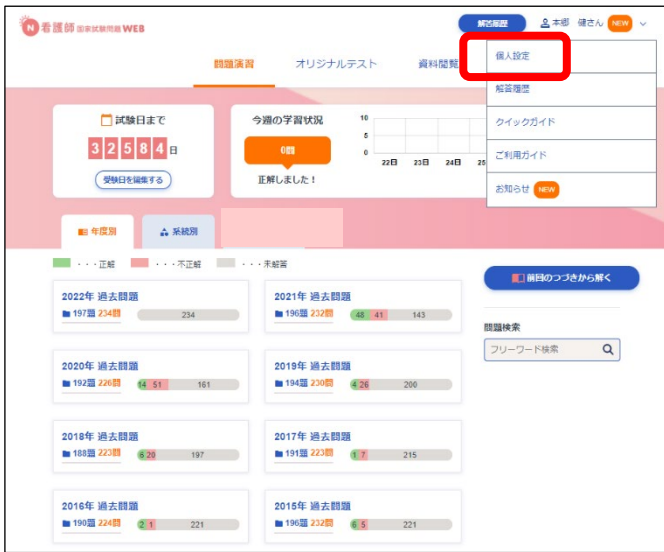 N 看護師 国家試験問題 WEB
解答履歴
本郷 健さん NEW
問題演習 オリジナルテスト 資料閲覧
個人設定
解答履歴
クイックガイド
ご利用ガイド
お知らせ NEW
試験日まで
32584日
受験日を編集する
今週の学習状況
0問
正解しました！
10
5
0
22日 23日 24日 25
年度別 系統別
・・・正解 ・・・不正解 ・・・未解答
前回のつづきから解く
問題検索
フリーワード検索
2022年 過去問題
197題 234問 234
2021年 過去問題
196題 232問 48 41 143
2020年 過去問題
192題 226問 14 51 161
2019年 過去問題
194題 230問 4 26 200
2018年 過去問題
188題 223問 6 20 197
2017年 過去問題
191題 223問 1 7 215
2016年 過去問題
190題 224問 2 1 221
2015年 過去問題
196題 232問 6 5 221